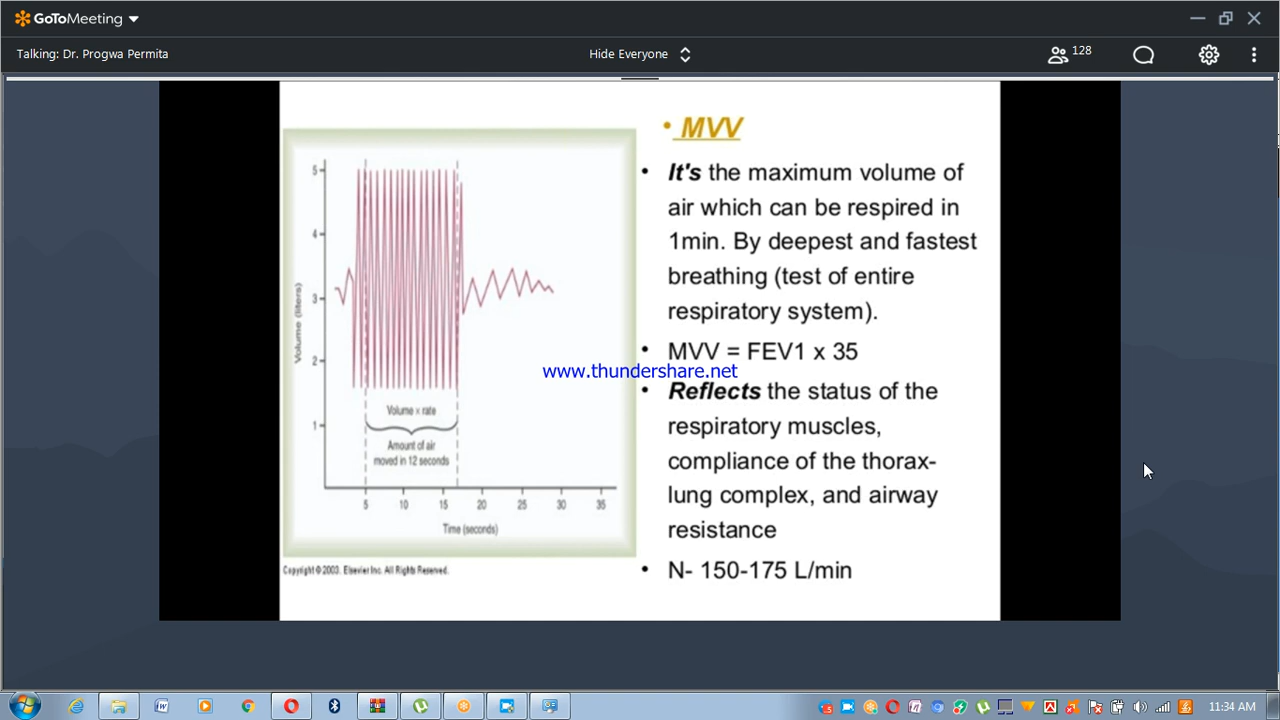 GoToMeeting
Talking: Dr. Progwa Permita
Hide Everyone
128
• MVV
• It's the maximum volume of
air which can be respired in
1min. By deepest and fastest
breathing (test of entire
respiratory system).
• MVV = FEV1 x 35
• Reflects the status of the
respiratory muscles,
compliance of the thorax-
lung complex, and airway
resistance
• N- 150-175 L/min
www.thundershare.net
Volume (liters)
5
4
3
2
1
Volume × rate
Amount of air
moved in 12 seconds
5 10 15 20 25 30 35
Time (seconds)
Copyright © 2003. Elsevier Inc. All Rights Reserved.
11:34 AM